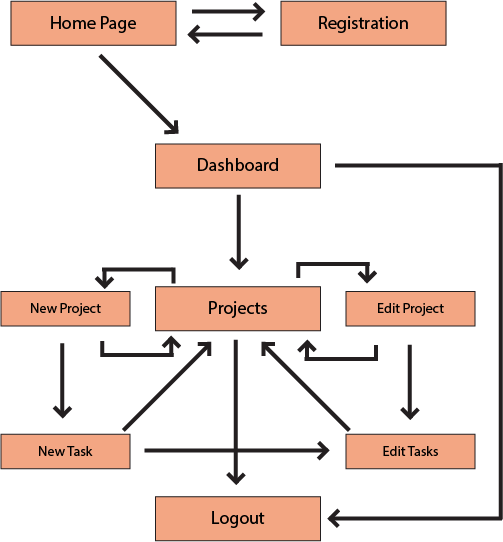 Home Page
Registration
Dashboard
New Project
Projects
Edit Project
New Task
Edit Tasks
Logout